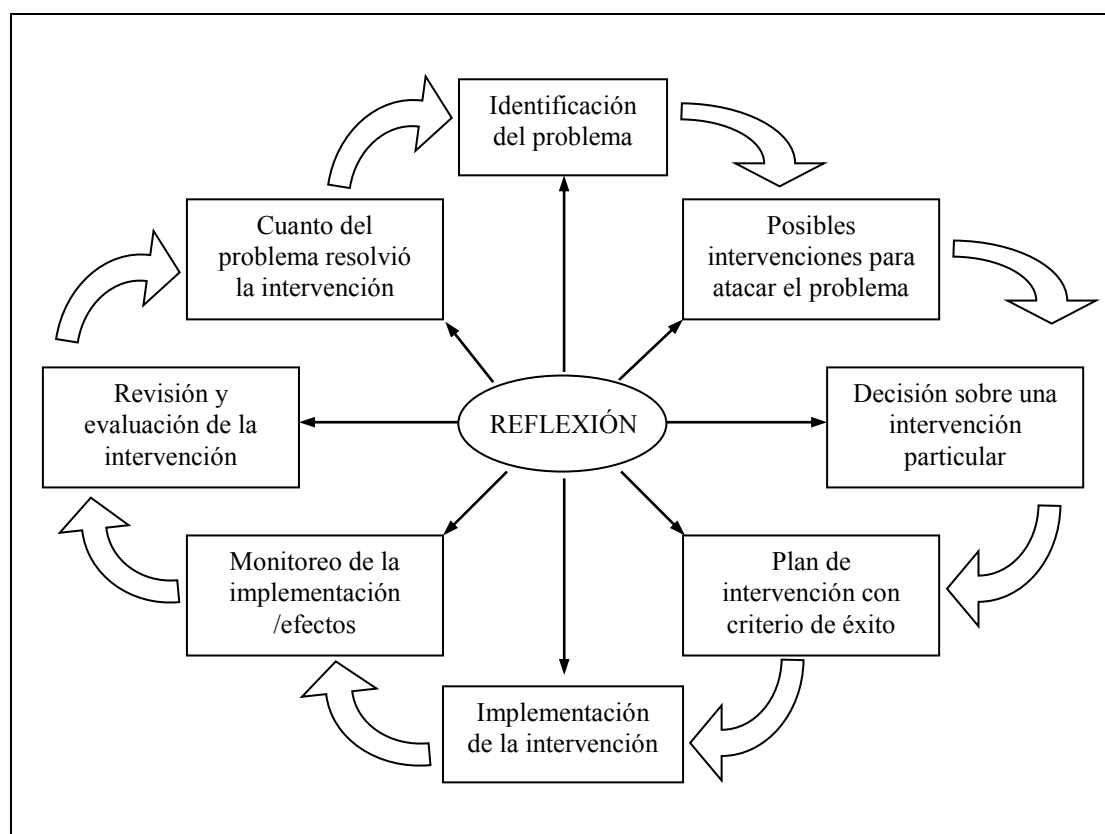 Identificación
del problema
Posibles
intervenciones para
atacar el problema
Decisión sobre una
intervención
particular
Plan de
intervención con
criterio de éxito
Implementación
de la intervención
Monitoreo de la
implementación
/efectos
Revisión y
evaluación de la
intervención
Cuanto del
problema resolvió
la intervención
REFLEXIÓN